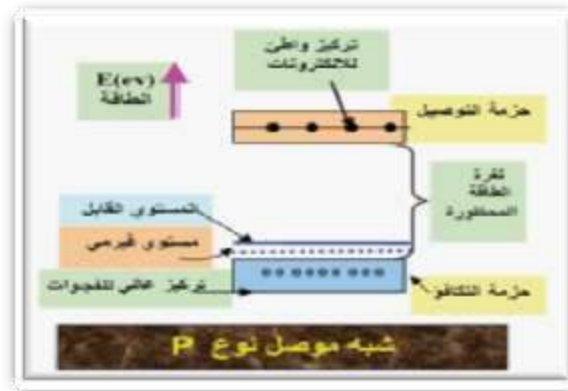 تركيز واطئ
للالكترونات
E(ev)
الطاقة
حزمة التوصيل
ثغرة
الطاقة
المحظورة
المستوى القابل
مستوى فيرمي
تركيز عالي للفجوات
حزمة التكافؤ
شبه موصل نوع P